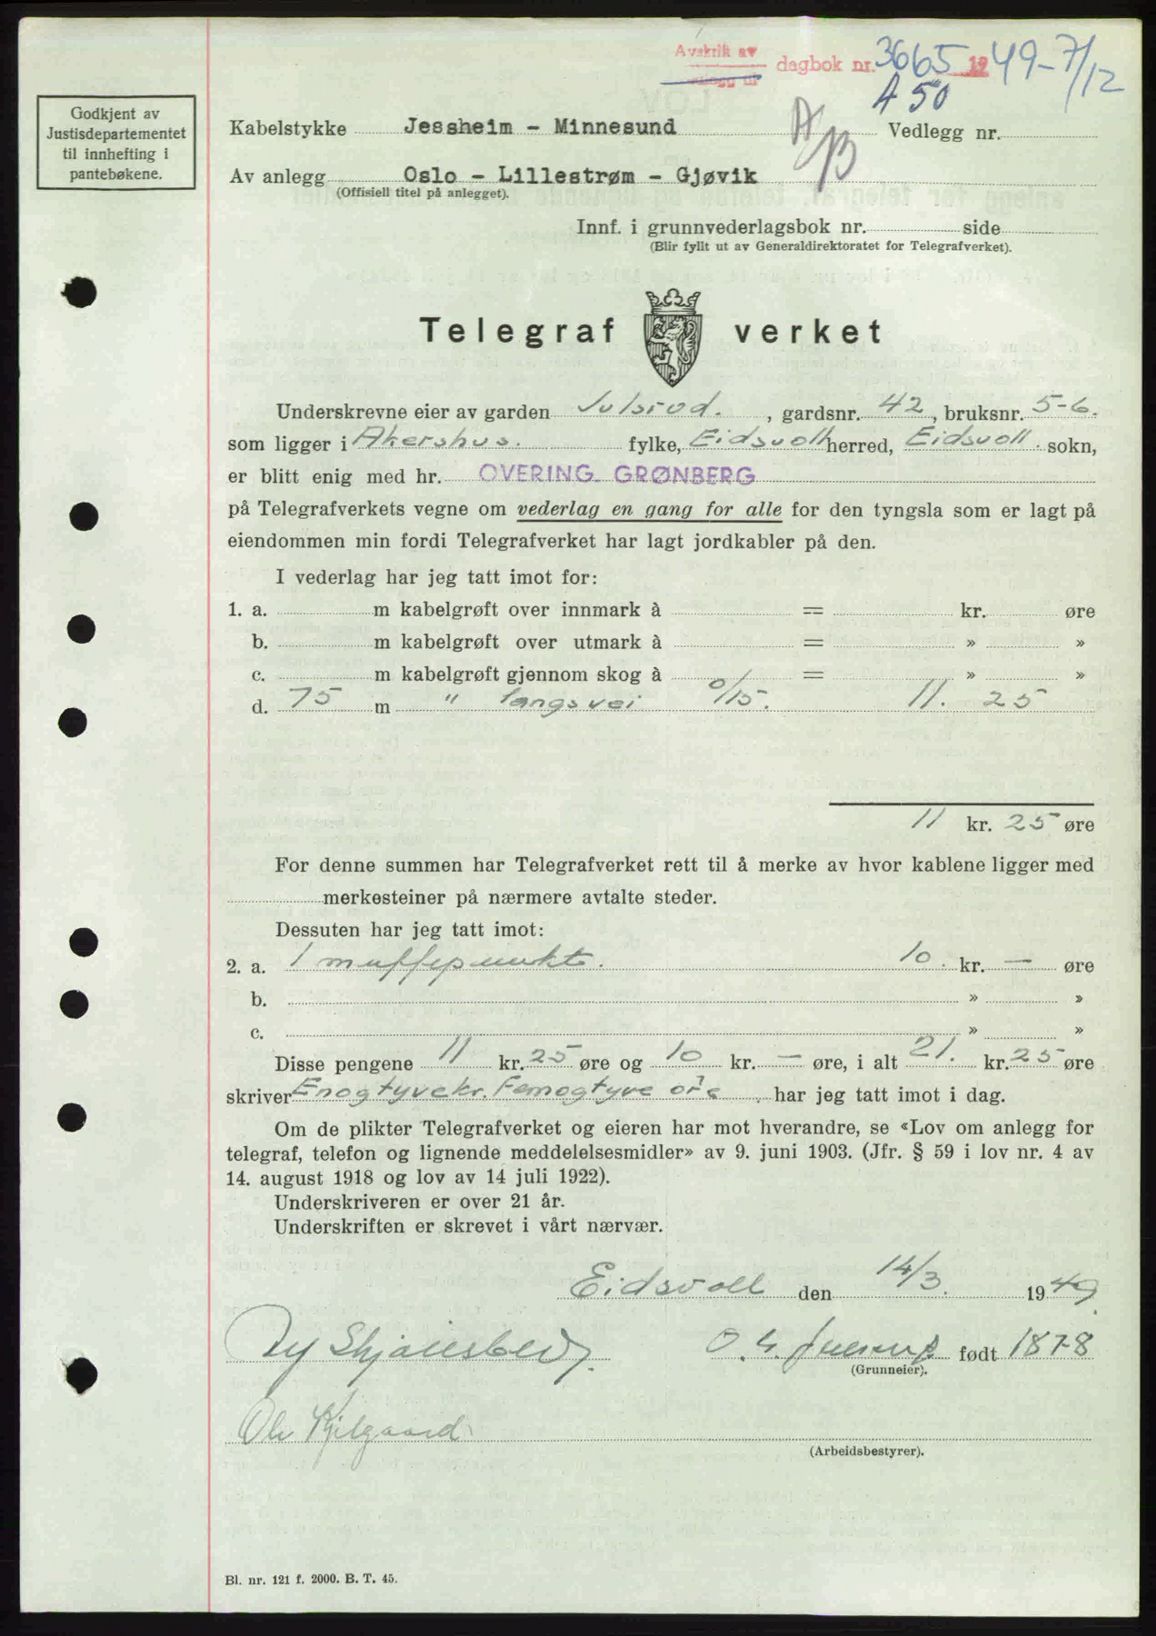 Avskrift av dagbok nr. 3665 1949-7/12
A 50
Godkjent av
Justisdepartementet
til innhefting i
pantebøkene.
Kabelstykke Jessheim - Minnesund A/B Vedlegg nr.
Av anlegg Oslo - Lillestrøm - Gjøvik
(Offisiell titel på anlegget).
Innf. i grunnvederlagsbok nr. side
(Blir fyllt ut av Generaldirektoratet for Telegrafverket).
Telegraf verket
Underskrevne eier av garden Julsrud. , gardsnr. 42, bruksnr. 5-6.
som ligger i Akershus. fylke, Eidsvoll herred, Eidsvoll . sokn,
er blitt enig med hr. OVERING. GRØNBERG
på Telegrafverkets vegne om vederlag en gang for alle for den tyngsla som er lagt på
eiendommen min fordi Telegrafverket har lagt jordkabler på den.
I vederlag har jeg tatt imot for:
1. a. m kabelgrøft over innmark à = kr. øre
b. m kabelgrøft over utmark à = » »
c. m kabelgrøft gjennom skog à = » »
d. 75 m " langs vei 0/15. 11. 25
11 kr. 25 øre
For denne summen har Telegrafverket rett til å merke av hvor kablene ligger med
merkesteiner på nærmere avtalte steder.
Dessuten har jeg tatt imot:
2. a. 1 muffepunkt. 10. kr. — øre
b. » »
c. » »
Disse pengene 11 kr. 25 øre og 10 kr. — øre, i alt 21. kr. 25 øre
skriver Enogtyvekr. Femogtyve øre , har jeg tatt imot i dag.
Om de plikter Telegrafverket og eieren har mot hverandre, se «Lov om anlegg for
telegraf, telefon og lignende meddelelsesmidler» av 9. juni 1903. (Jfr. § 59 i lov nr. 4 av
14. august 1918 og lov av 14 juli 1922).
Underskriveren er over 21 år.
Underskriften er skrevet i vårt nærvær.
Eidsvoll den 14/3. 1949.
O. G. født 1878
(Grunneier).
Ole Kjilgaard
(Arbeidsbestyrer).
Bl. nr. 121 f. 2000. B. T. 45.